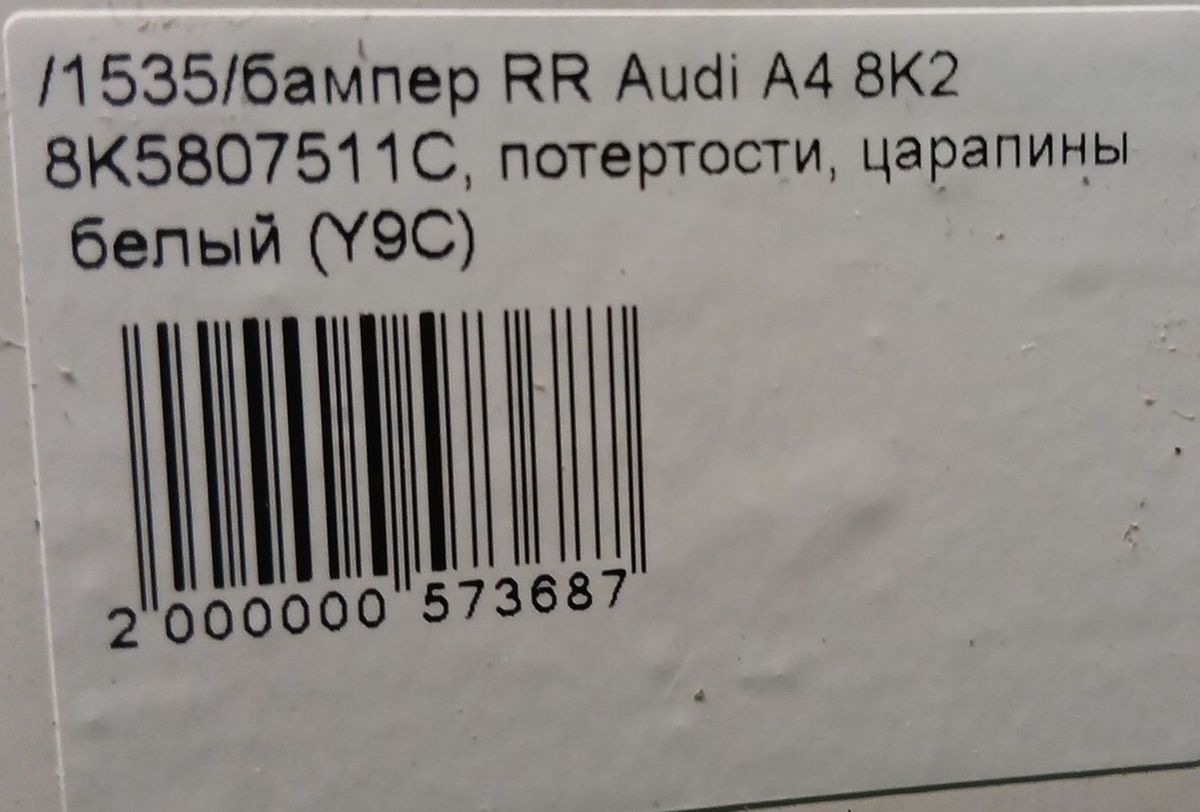 /1535/бампер RR Audi A4 8K2
8K5807511C, потертости, царапины
белый (Y9C)
2 000000 573687